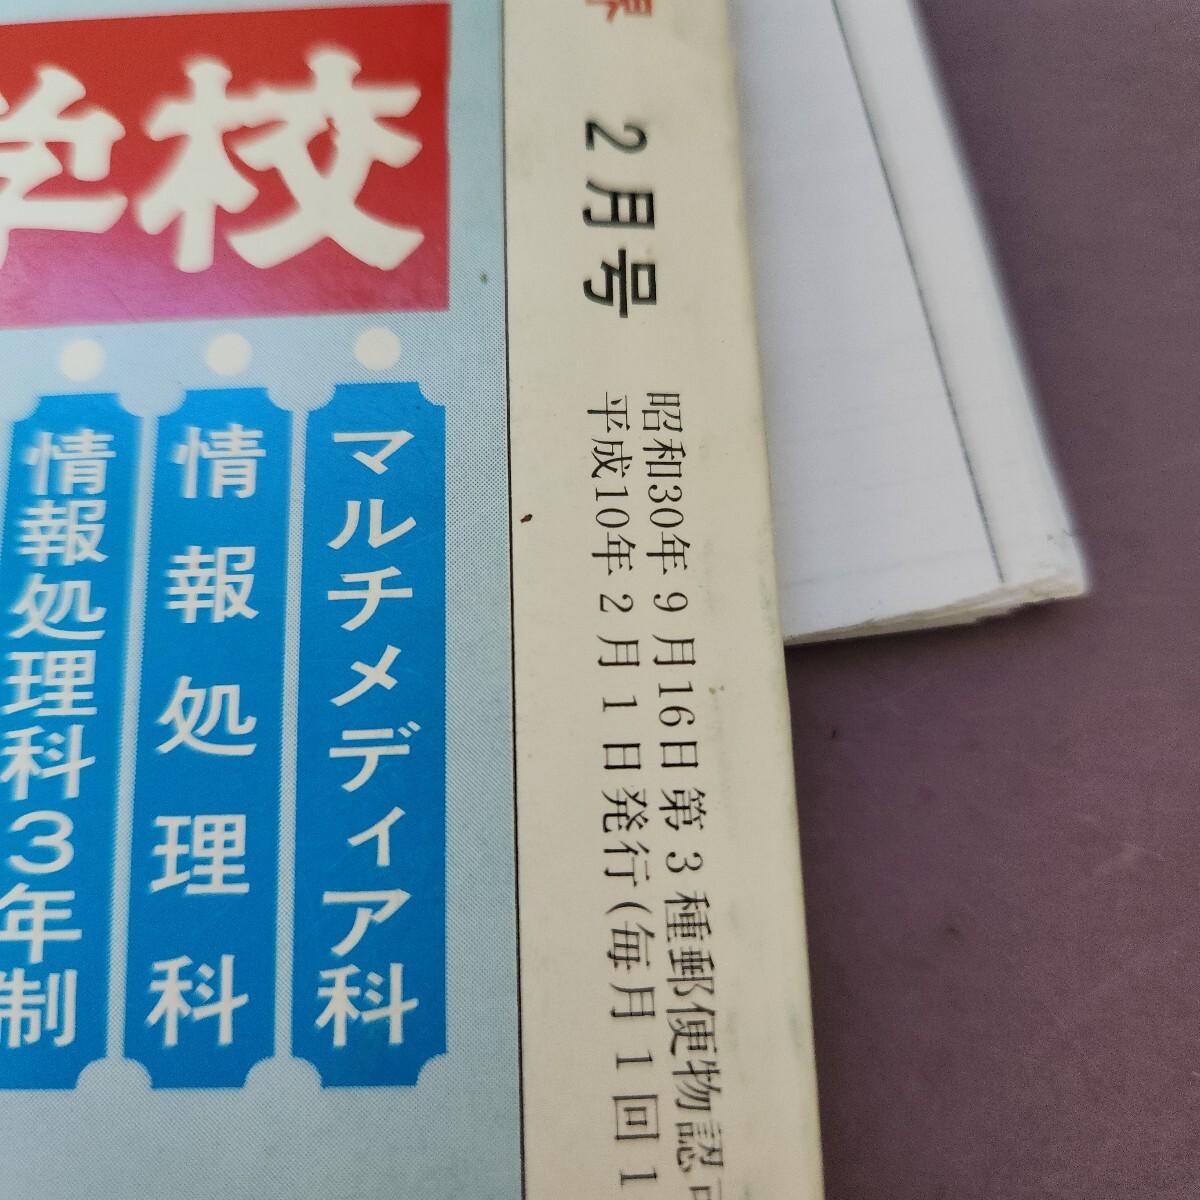 界
2月号
昭和30年9月16日第3種郵便物認可
平成10年2月1日発行(毎月1回1
学校
マルチメディア科
情報処理科
情報処理科3年制